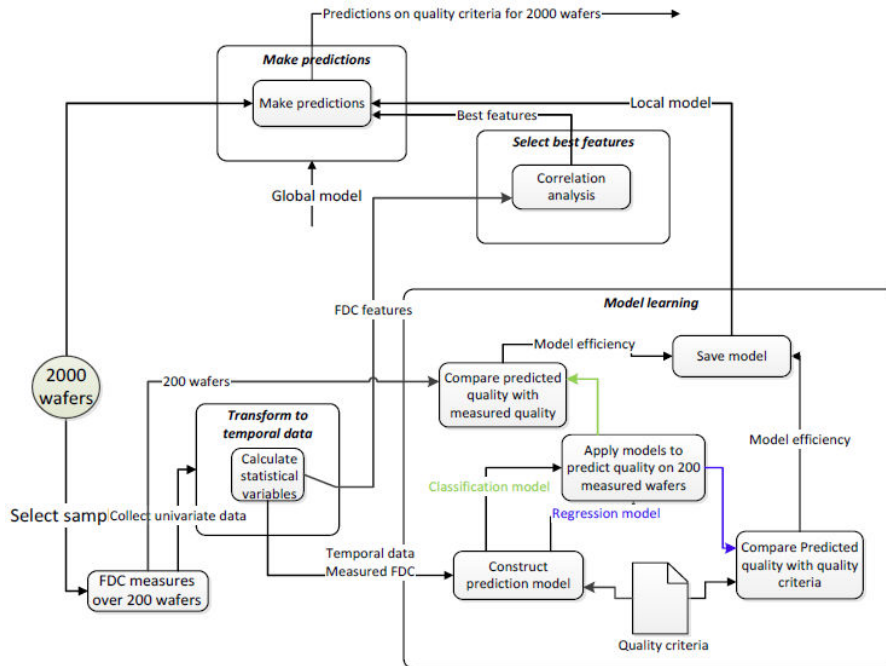 Predictions on quality criteria for 2000 wafers
Make predictions
Make predictions
Local model
Best features
Select best features
Correlation
analysis
Global model
FDC features
Model learning
Model efficiency
Save model
2000
wafers
200 wafers
Compare predicted
quality with
measured quality
Transform to
temporal data
Calculate
statistical
variables
Model efficiency
Apply models to
predict quality on 200
measured wafers
Classification model
Regression model
Select samp
Collect univariate data
Temporal data
Measured FDC
Construct
prediction model
Compare Predicted
quality with quality
criteria
FDC measures
over 200 wafers
Quality criteria